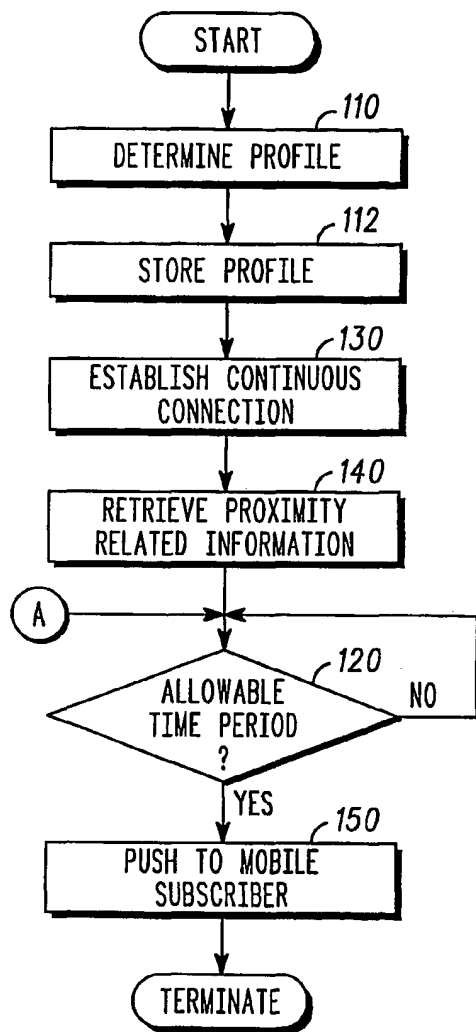 START
110
DETERMINE PROFILE
112
STORE PROFILE
130
ESTABLISH CONTINUOUS
CONNECTION
140
RETRIEVE PROXIMITY
RELATED INFORMATION
A
120
ALLOWABLE
TIME PERIOD
?
NO
YES
150
PUSH TO MOBILE
SUBSCRIBER
TERMINATE